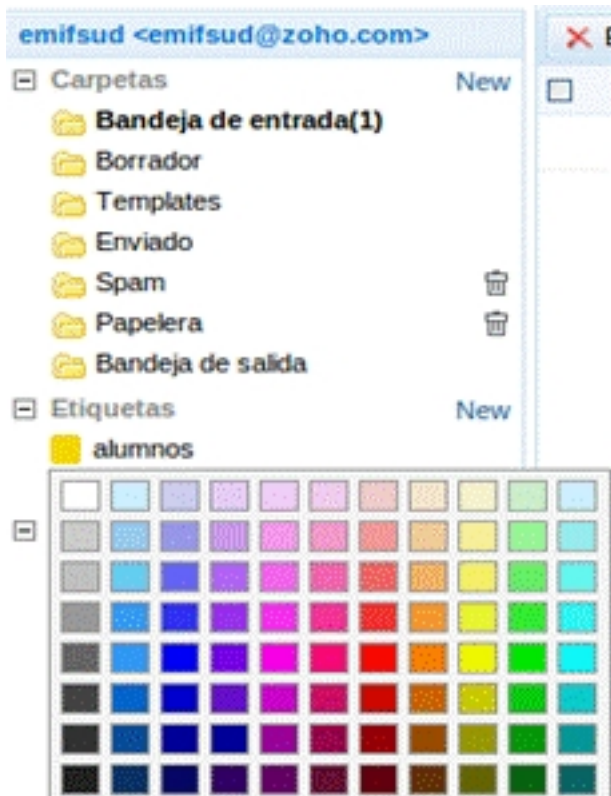 emifsud <emifsud@zoho.com>
Carpetas New
Bandeja de entrada(1)
Borrador
Templates
Enviado
Spam
Papelera
Bandeja de salida
Etiquetas New
alumnos